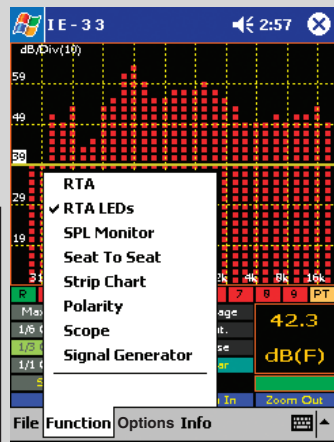 IE-33 2:57
dB/Div(10)
59
49
39
29
19
2k 4k 8k 16k
RTA
RTA LEDs
SPL Monitor
Seat To Seat
Strip Chart
Polarity
Scope
Signal Generator
R 7 8 9 PT
1/6
1/3
1/1
42.3
dB(F)
In Zoom Out
File Function Options Info